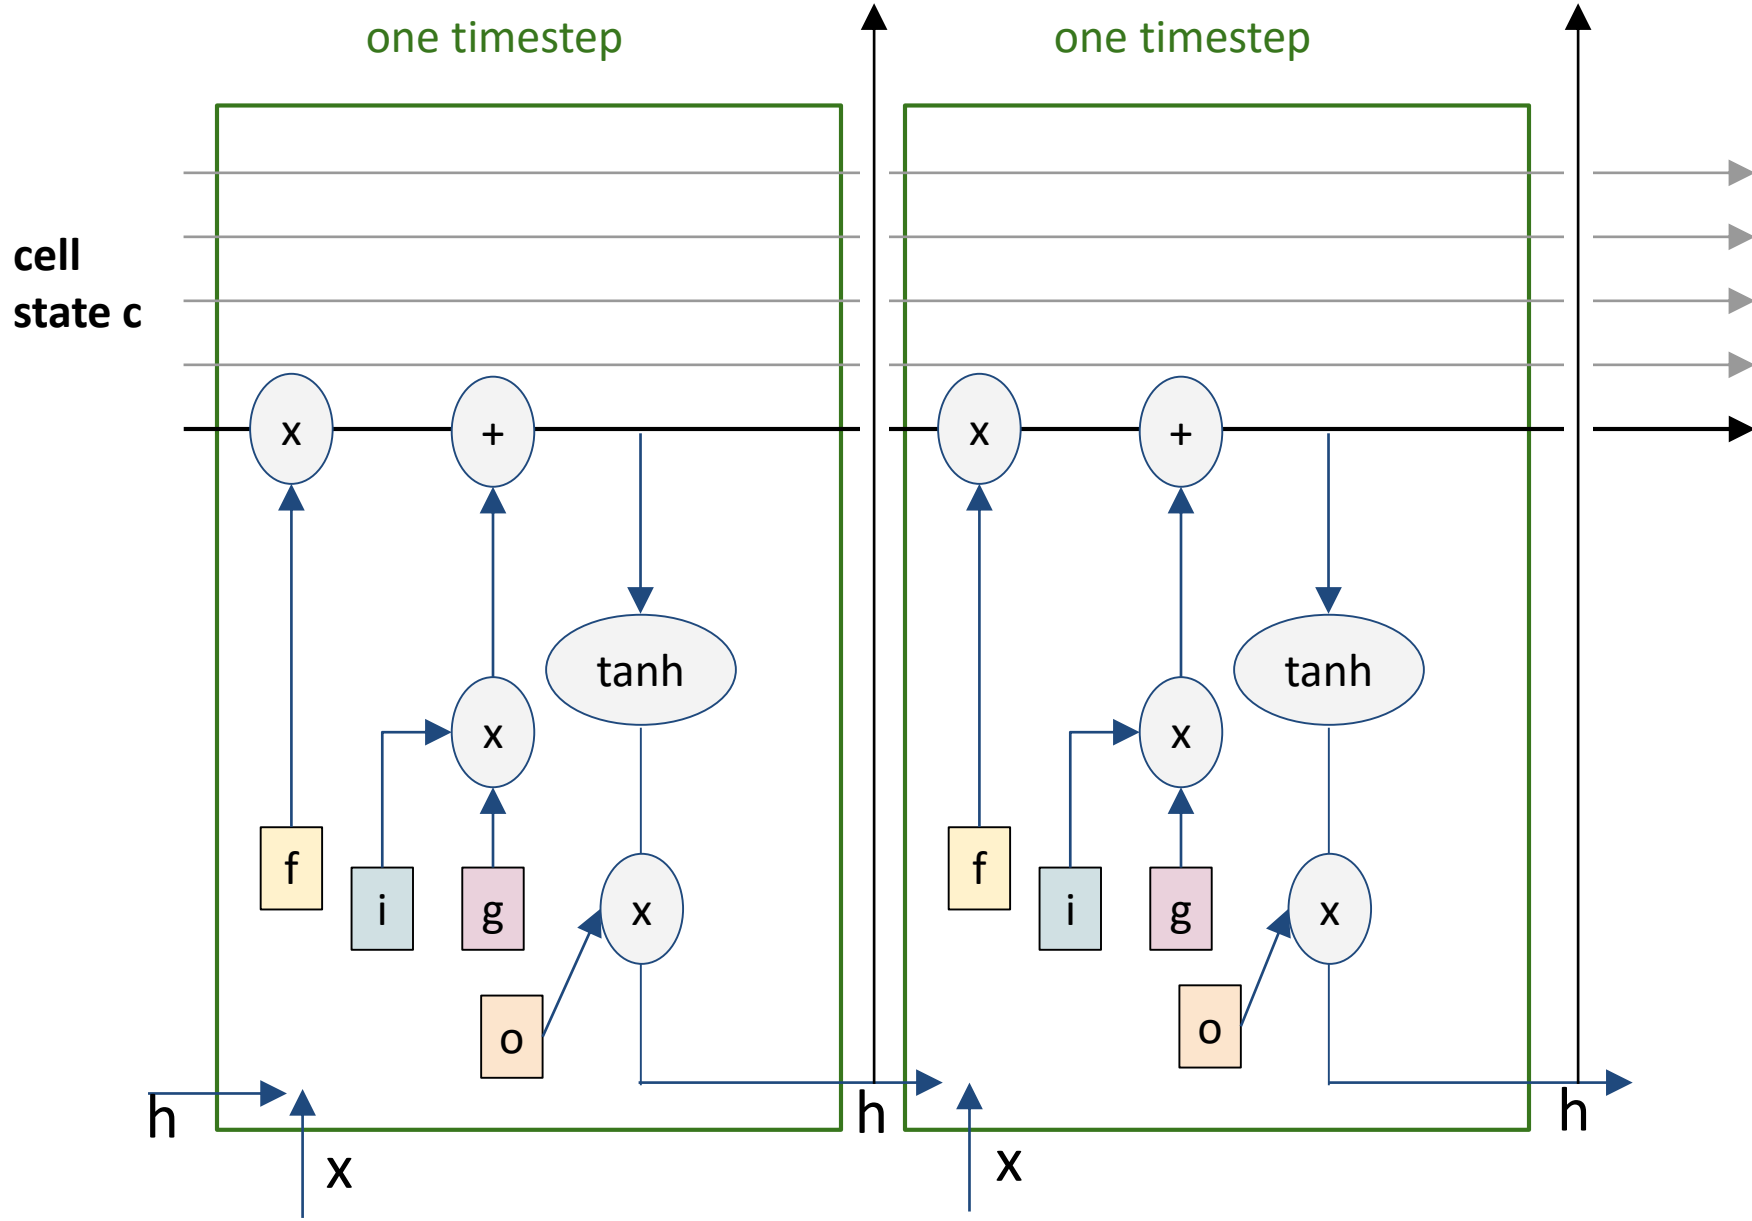 one timestep
one timestep
cell
state c
x
+
x
+
tanh
tanh
x
x
f
f
i
g
x
i
g
x
o
o
h
h
h
x
x